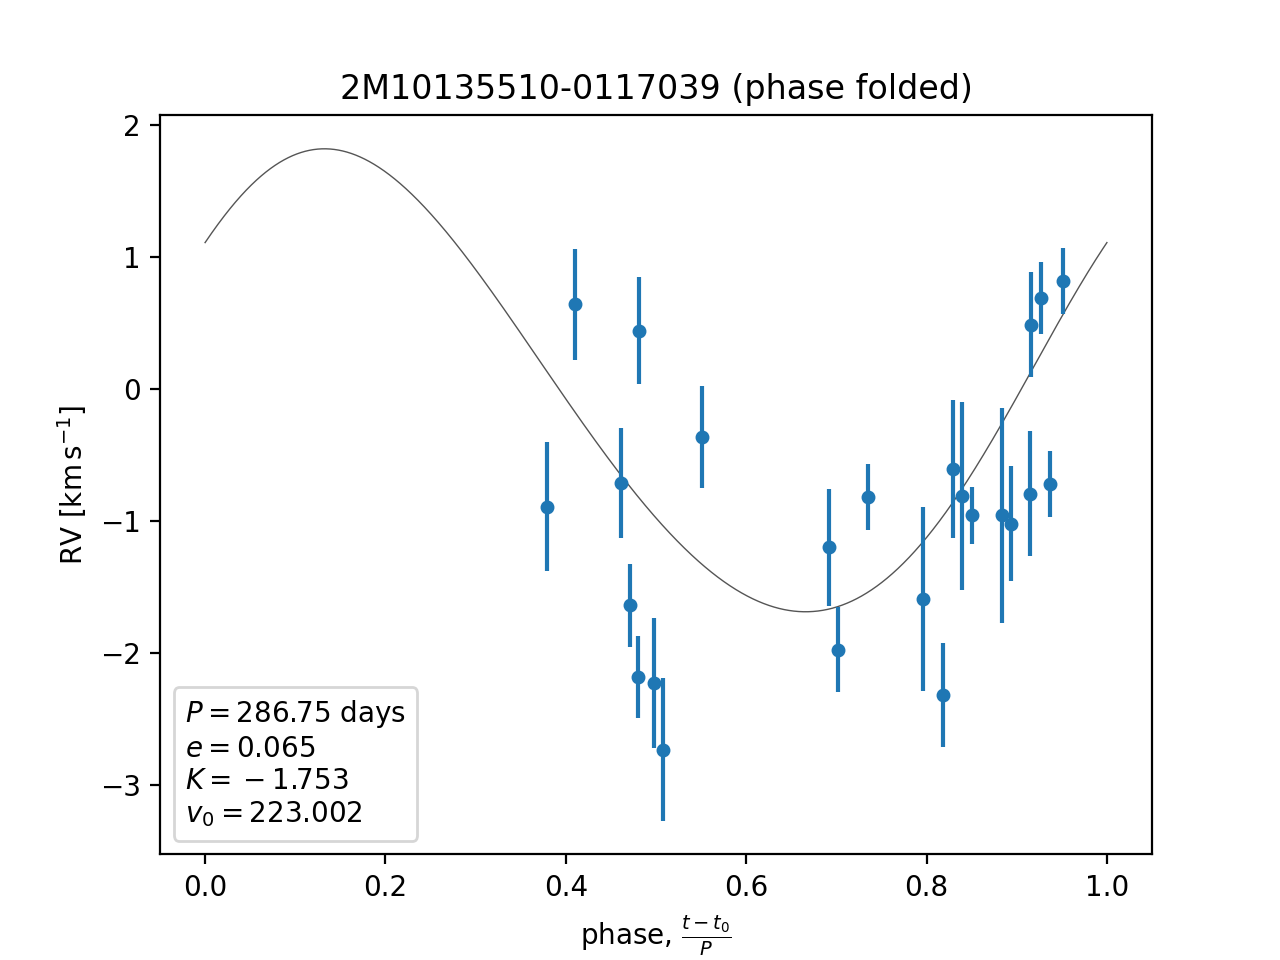 2M10135510-0117039 (phase folded)
2
1
0
−1
−2
−3
RV [km s⁻¹]
P = 286.75 days
e = 0.065
K = −1.753
v₀ = 223.002
0.0 0.2 0.4 0.6 0.8 1.0
phase, (t − t₀)/P